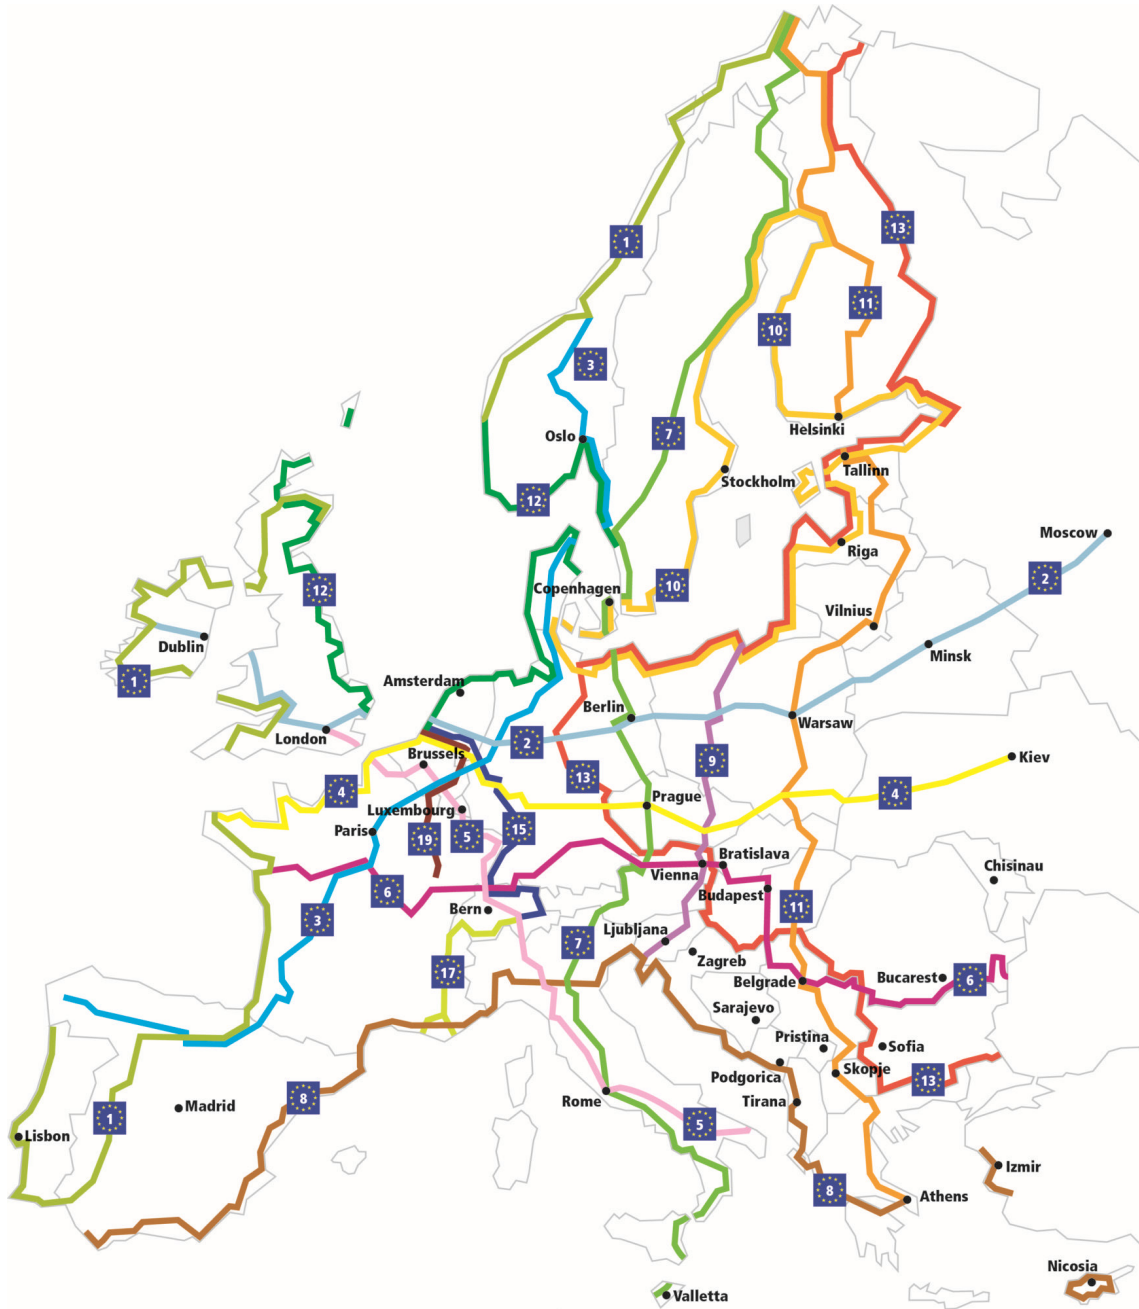 1
13
11
10
3
7
Oslo
Helsinki
Tallinn
Stockholm
12
Moscow
Riga
2
12
Copenhagen
10
Vilnius
Dublin
Minsk
1
Amsterdam
Berlin
London
Warsaw
2
Brussels
9
Kiev
13
4
4
Luxembourg
Prague
Paris
19
5
15
Vienna
Bratislava
Chisinau
6
Budapest
Bern
11
3
Ljubljana
7
Zagreb
17
Belgrade
Bucarest
6
Sarajevo
Pristina
Sofia
Podgorica
Skopje
13
8
Rome
Tirana
Madrid
1
5
Lisbon
Izmir
8
Athens
Nicosia
Valletta